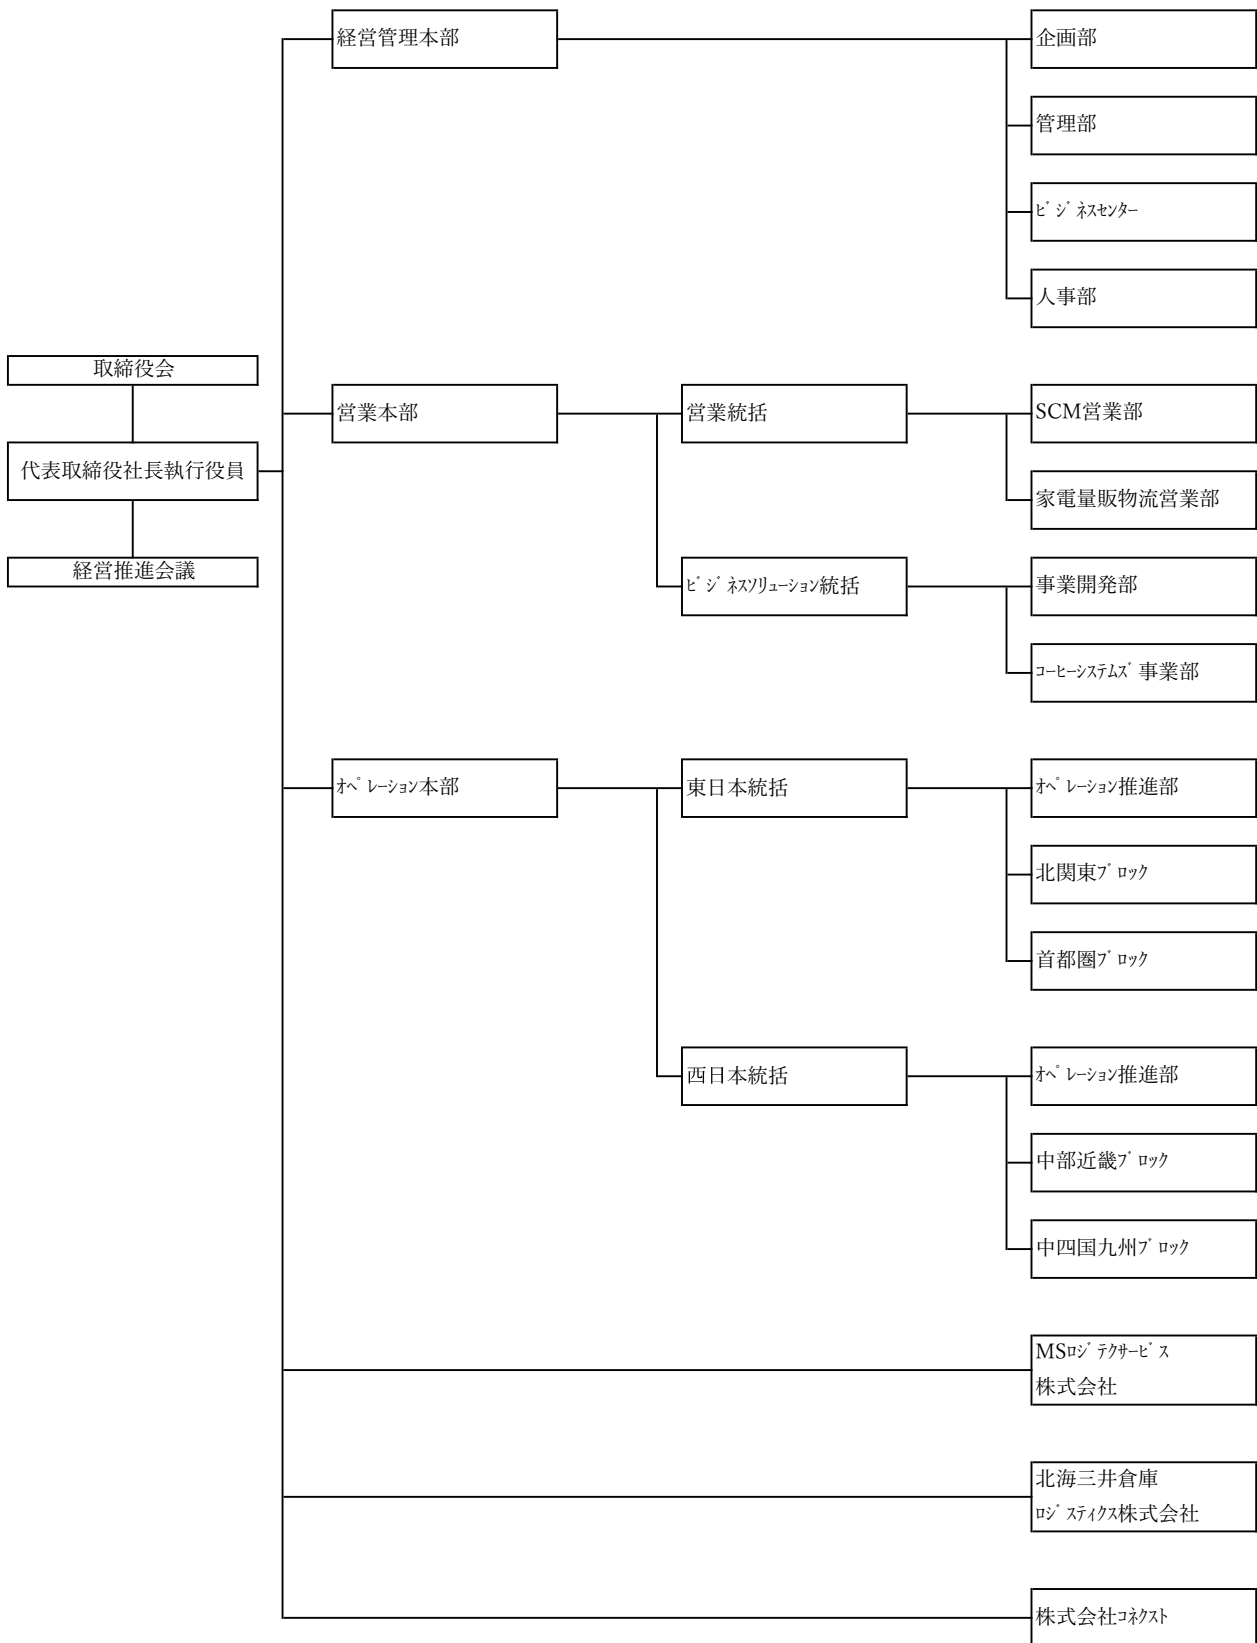 経営管理本部
企画部
管理部
ﾋﾞｼﾞﾈｽｾﾝﾀｰ
人事部
取締役会
代表取締役社長執行役員
経営推進会議
営業本部
営業統括
SCM営業部
家電量販物流営業部
ﾋﾞｼﾞﾈｽｿﾘｭｰｼｮﾝ統括
事業開発部
ｺｰﾋｰｼｽﾃﾑｽﾞ事業部
ｵﾍﾟﾚｰｼｮﾝ本部
東日本統括
ｵﾍﾟﾚｰｼｮﾝ推進部
北関東ﾌﾞﾛｯｸ
首都圏ﾌﾞﾛｯｸ
西日本統括
ｵﾍﾟﾚｰｼｮﾝ推進部
中部近畿ﾌﾞﾛｯｸ
中四国九州ﾌﾞﾛｯｸ
MSﾛｼﾞﾃｸｻｰﾋﾞｽ
株式会社
北海三井倉庫
ﾛｼﾞｽﾃｨｸｽ株式会社
株式会社ｺﾈｸｽﾄ